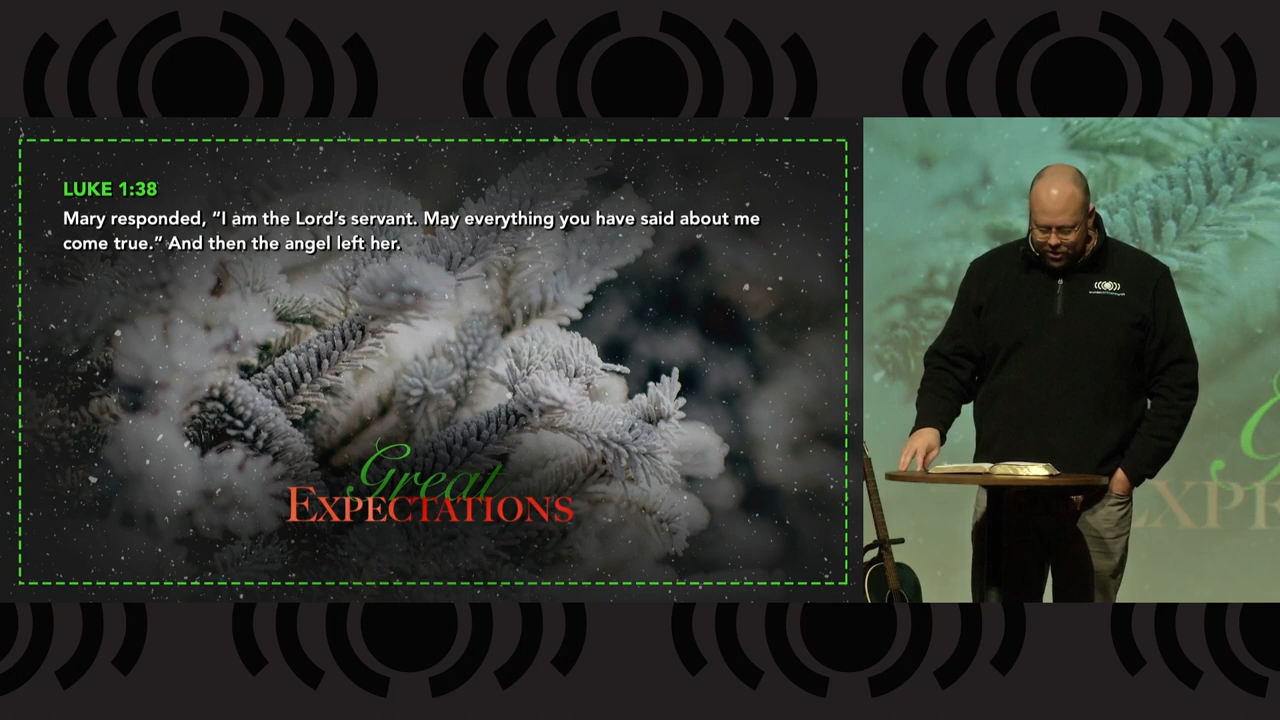 LUKE 1:38
Mary responded, “I am the Lord’s servant. May everything you have said about me
come true.” And then the angel left her.
Great
EXPECTATIONS